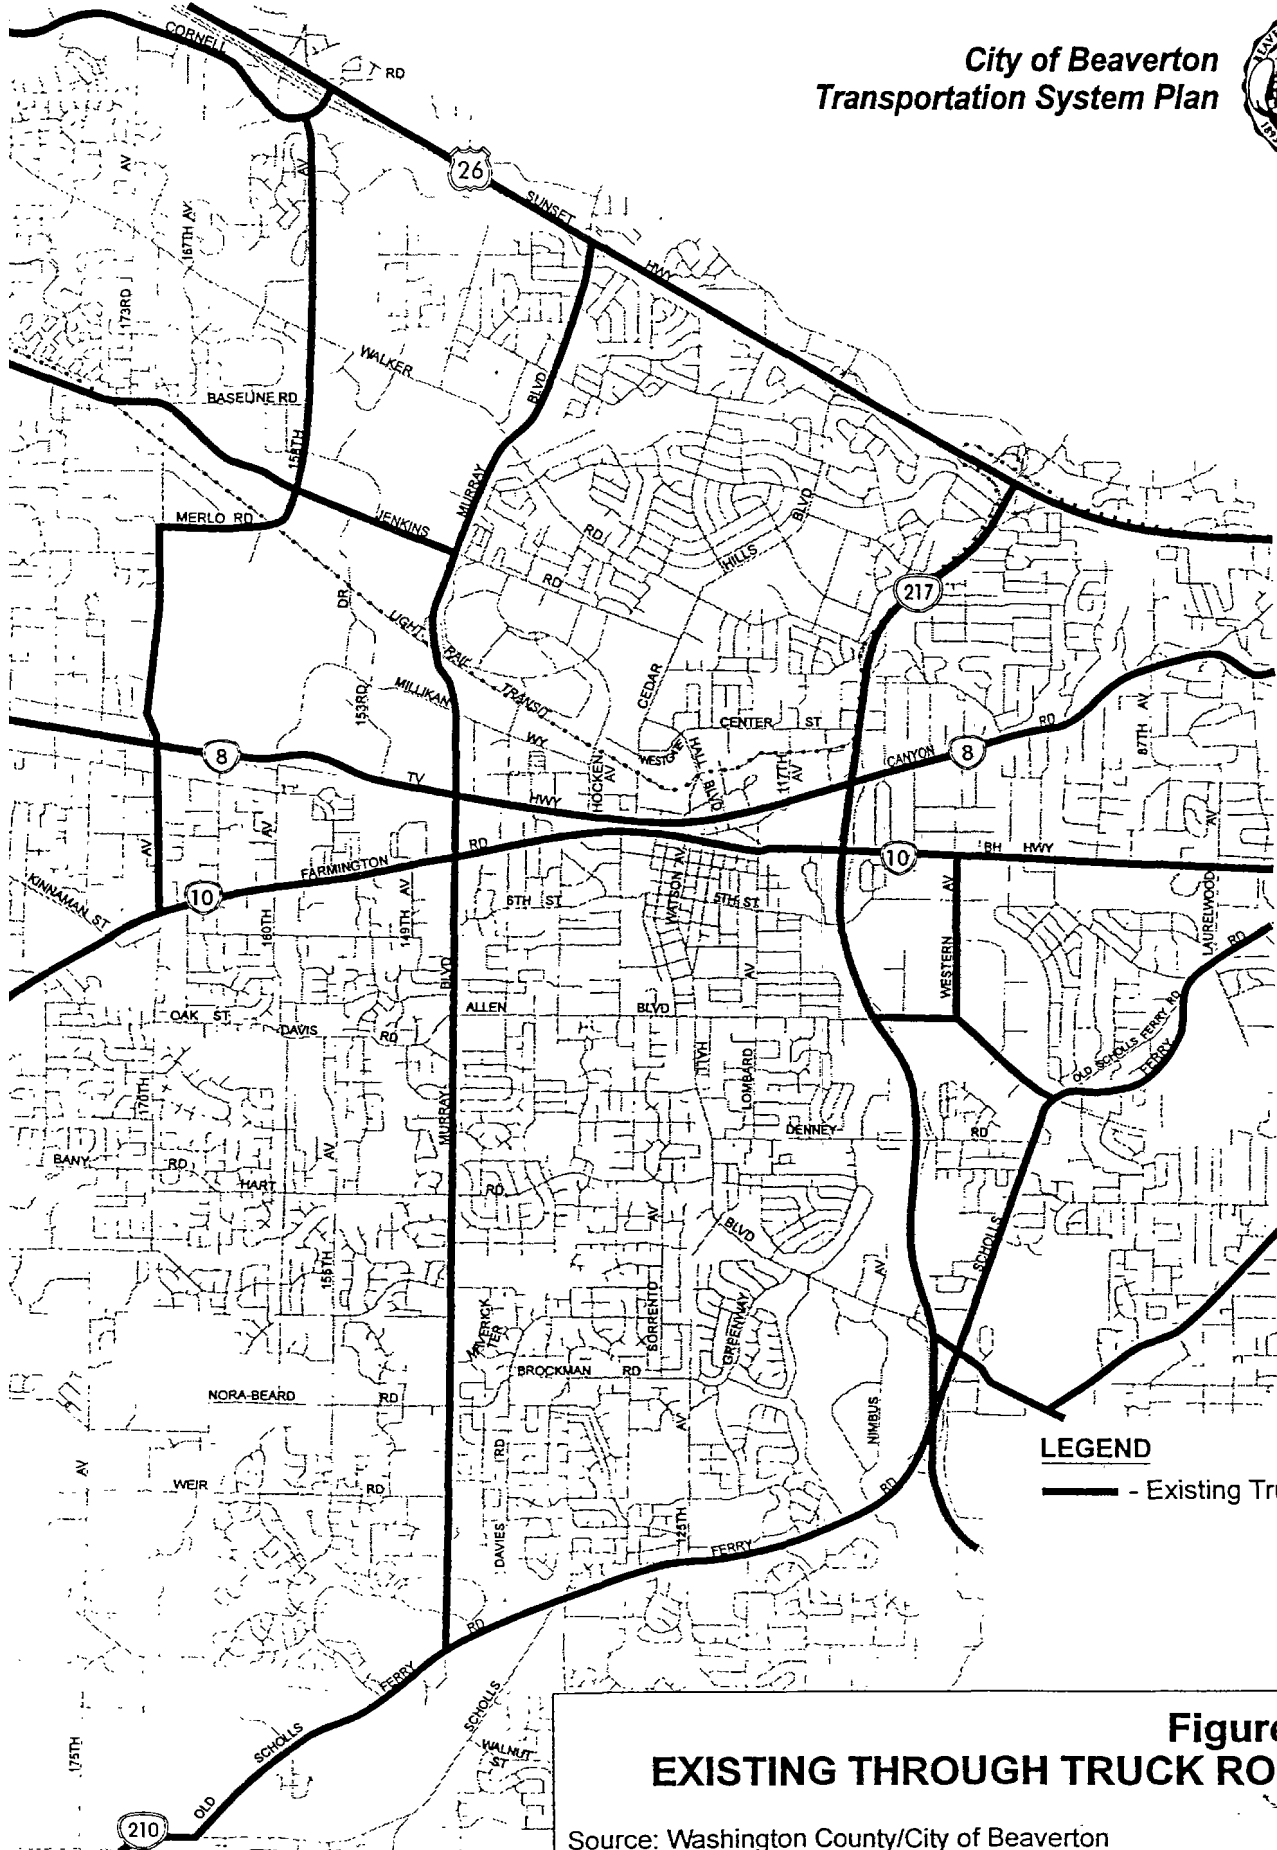 City of Beaverton
Transportation System Plan
CORNELL
RD
26
SUNSET
HWY
AV
AV
167TH AV
173RD
WALKER
BLVD
BASELINE RD
158TH
MURRAY
MERLO RD
JENKINS
RD
BLVD
HILLS
RD
217
DR
LIGHT
RAIL
TRANSIT
MILLIKAN
WY
153RD
CEDAR
CENTER ST
RD
87TH AV
8
TV
HWY
HOCKEN
AV
WESTGATE
HALL
BLVD
117TH
AV
CANYON
8
AV
AV
FARMINGTON
RD
10
BH HWY
AV
KINNAMAN ST
10
160TH
149TH AV
6TH ST
WATSON AV
5TH ST
AV
WESTERN
LAURELWOOD
RD
BLVD
OAK ST
DAVIS
RD
ALLEN
BLVD
AV
HALL
LOMBARD
OLD SCHOLLS FERRY RD
FERRY
170TH
MURRAY
DENNEY
RD
BANY
RD
AV
HART
RD
AV
BLVD
SCHOLLS
155TH
AV
MAVERICK
TER
SORRENTO
GREENWAY
BROCKMAN RD
NORA-BEARD
RD
AV
NIMBUS
AV
RD
WEIR
RD
RD
DAVIES
125TH
FERRY
LEGEND
- Existing Tru
RD
FERRY
SCHOLLS
SCHOLLS
WALNUT
ST
175TH
OLD
210
Figure
EXISTING THROUGH TRUCK RO
Source: Washington County/City of Beaverton